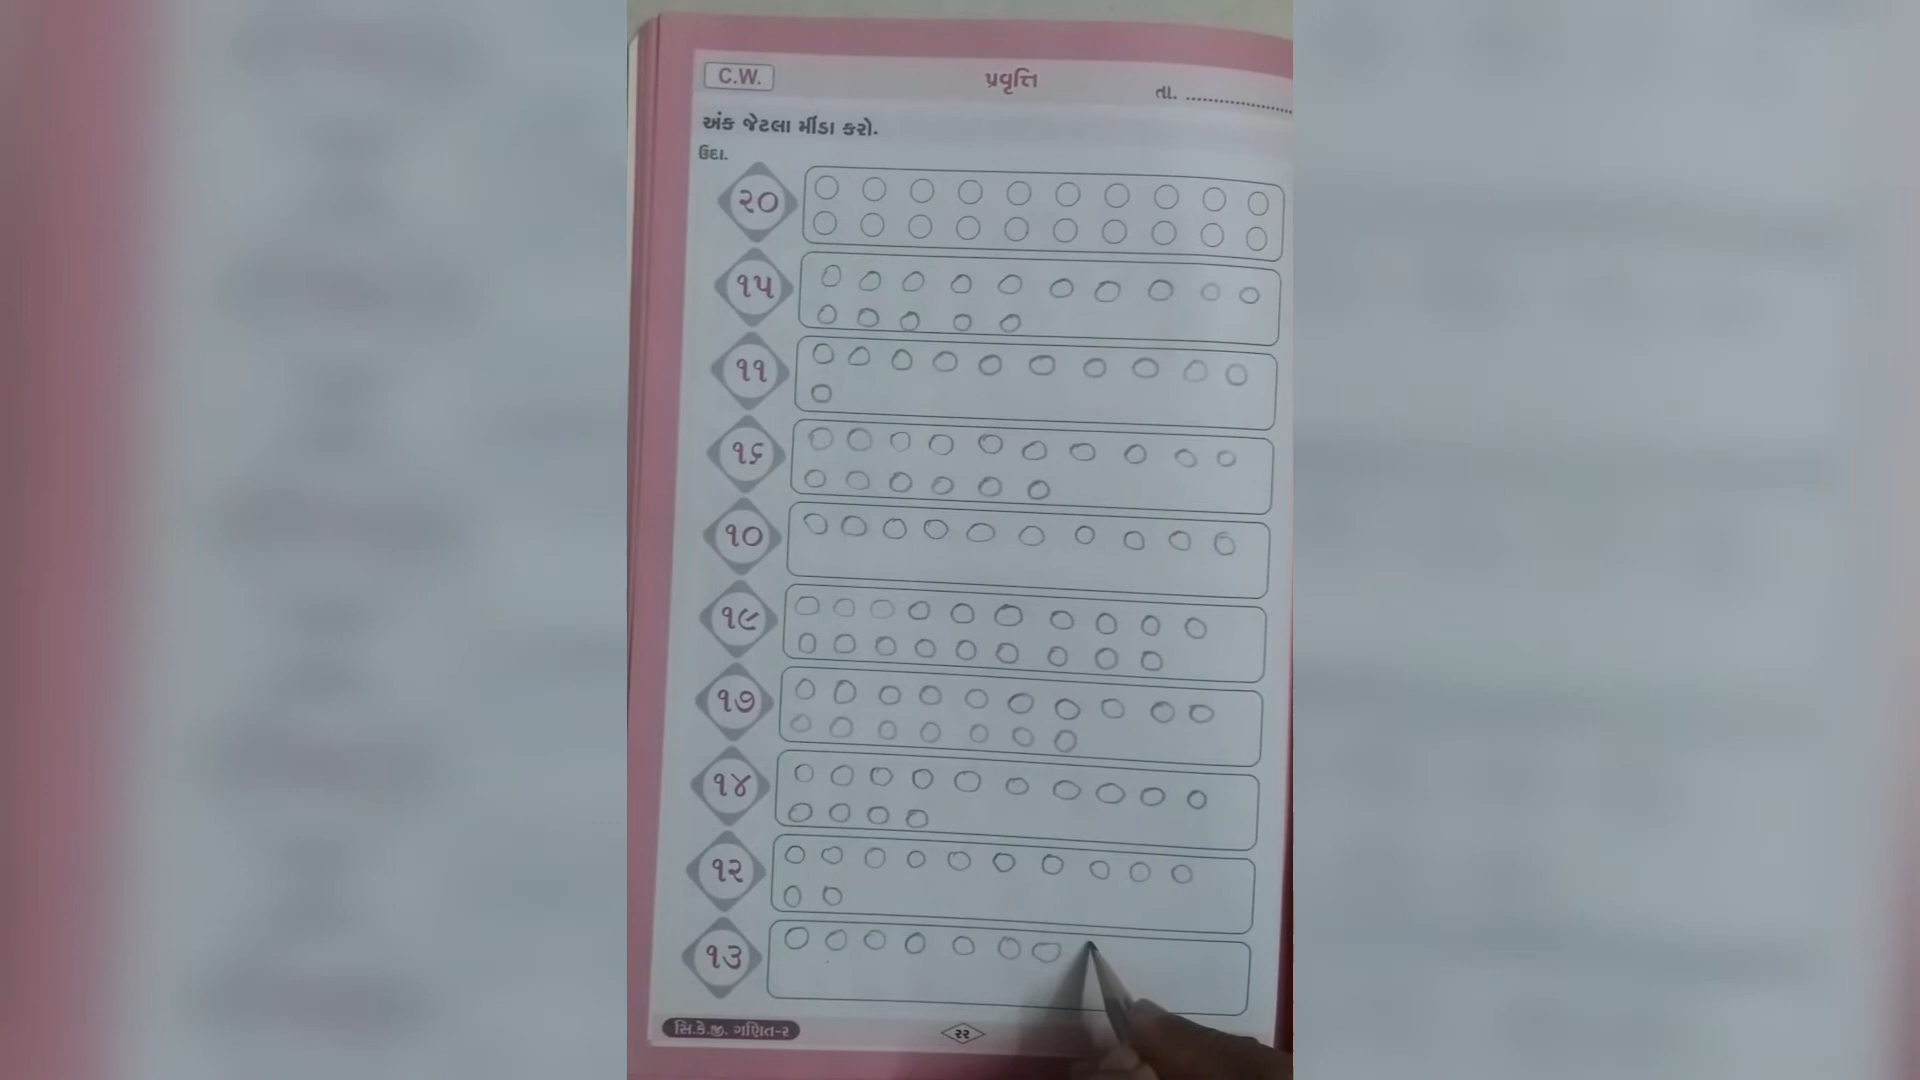 C.W.
પ્રવૃત્તિ
તા. ....................
અંક જેટલા મીંડા કરો.
ઉદા.
૨૦
૧૫
૧૧
૧૬
૧૦
૧૯
૧૭
૧૪
૧૨
૧૩
સિ.કે.જી. ગણિત-૨
૨૨